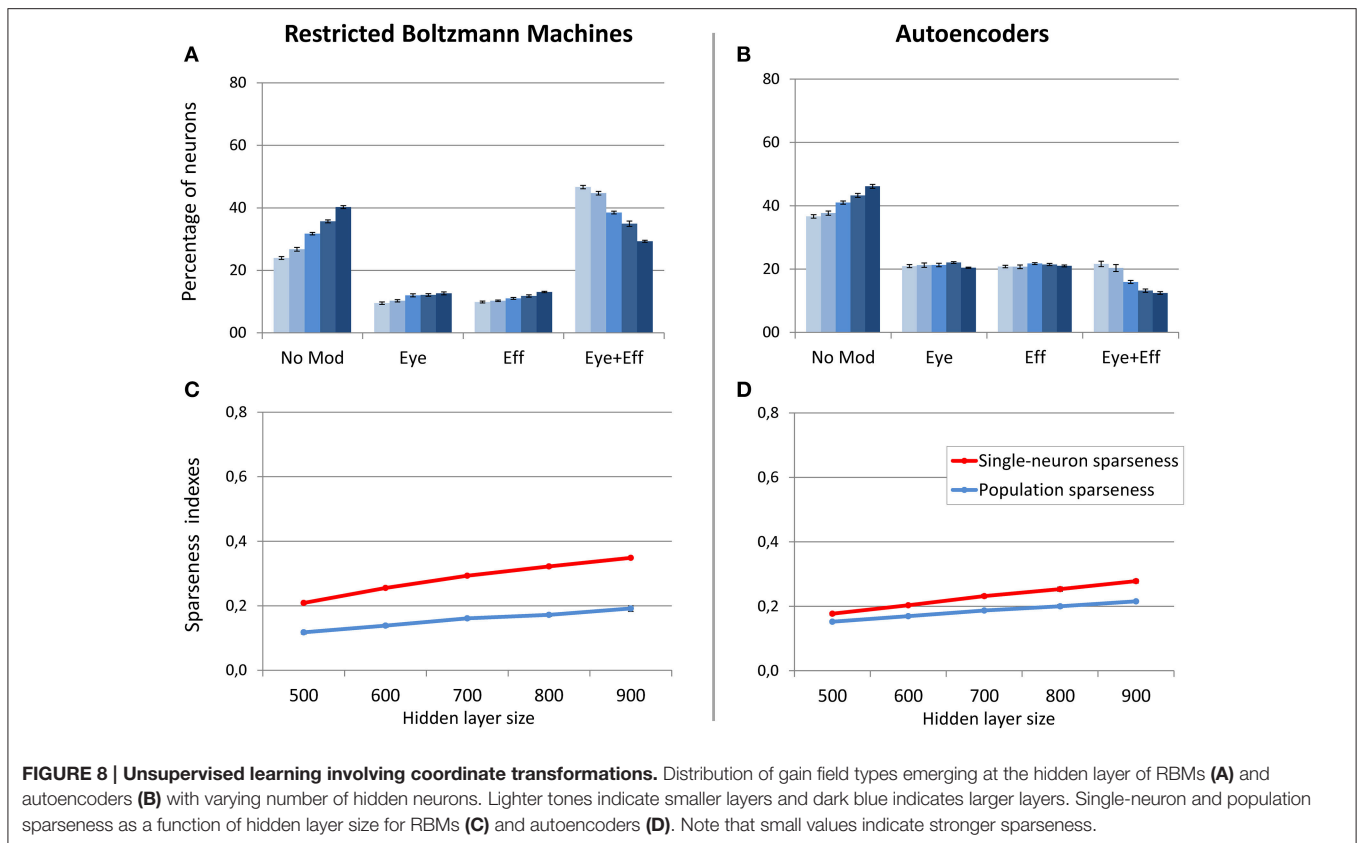 Restricted Boltzmann Machines
Autoencoders
A
Percentage of neurons
80
60
40
20
00
No Mod
Eye
Eff
Eye+Eff
B
80
60
40
20
00
No Mod
Eye
Eff
Eye+Eff
C
Sparseness indexes
0,8
0,6
0,4
0,2
0,0
500
600
700
800
900
Hidden layer size
D
0,8
0,6
0,4
0,2
0,0
Single-neuron sparseness
Population sparseness
500
600
700
800
900
Hidden layer size
FIGURE 8 | Unsupervised learning involving coordinate transformations. Distribution of gain field types emerging at the hidden layer of RBMs (A) and
autoencoders (B) with varying number of hidden neurons. Lighter tones indicate smaller layers and dark blue indicates larger layers. Single-neuron and population
sparseness as a function of hidden layer size for RBMs (C) and autoencoders (D). Note that small values indicate stronger sparseness.